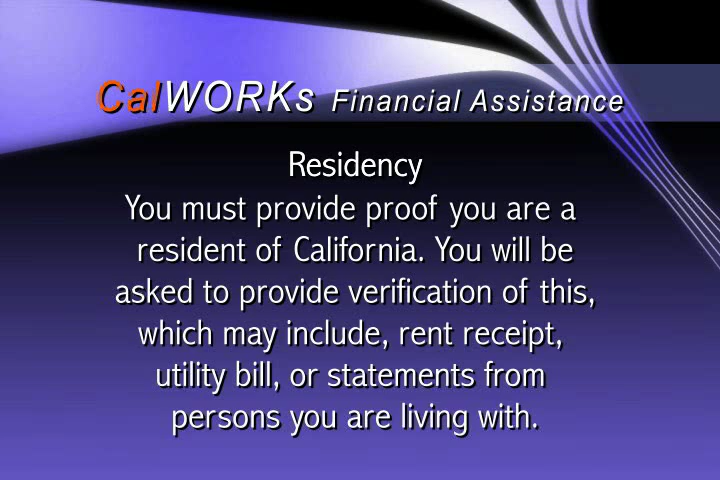 CalWORKs Financial Assistance
Residency
You must provide proof you are a
resident of California. You will be
asked to provide verification of this,
which may include, rent receipt,
utility bill, or statements from
persons you are living with.